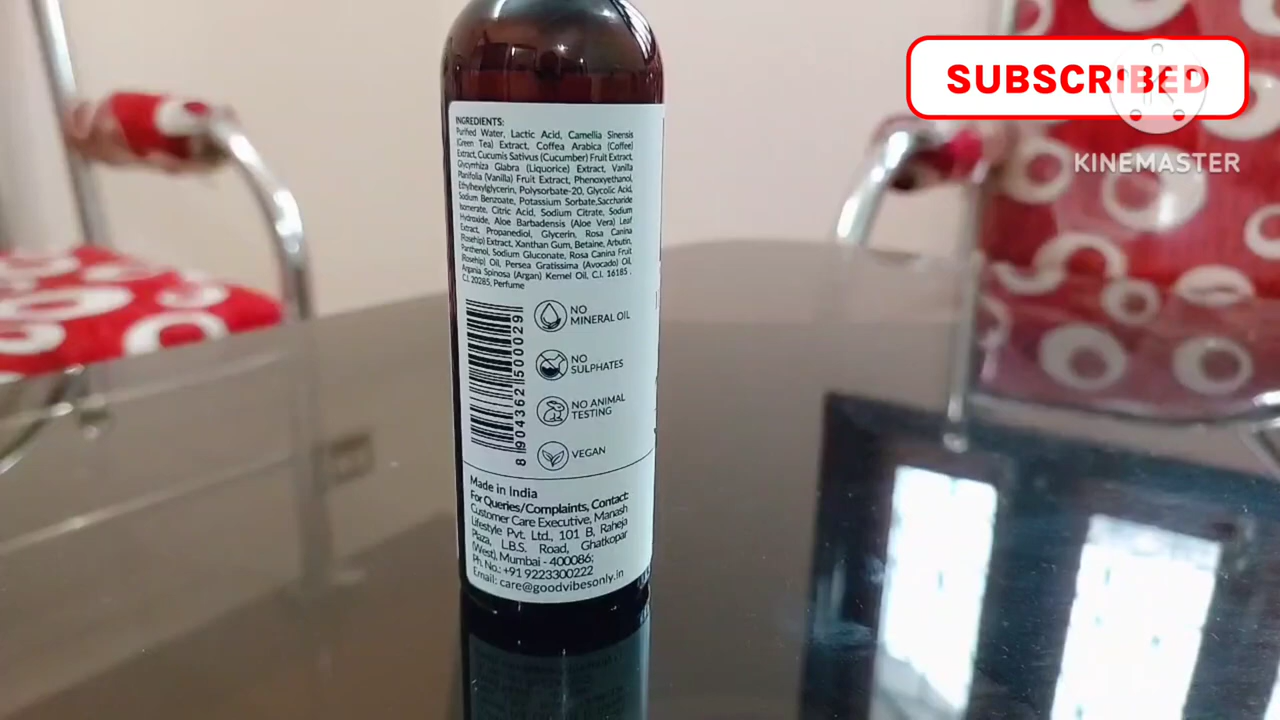 SUBSCRIBED
KINEMASTER
INGREDIENTS:
Purified Water, Lactic Acid, Camellia Sinensis
(Green Tea) Extract, Coffea Arabica (Coffee)
Extract, Cucumis Sativus (Cucumber) Fruit Extract,
Glycyrrhiza Glabra (Liquorice) Extract, Vanilla
Planifolia (Vanilla) Fruit Extract, Phenoxyethanol,
Ethylhexylglycerin, Polysorbate-20, Glycolic Acid,
Sodium Benzoate, Potassium Sorbate,Saccharide
Isomerate, Citric Acid, Sodium Citrate, Sodium
Hydroxide, Aloe Barbadensis (Aloe Vera) Leaf
Extract, Propanediol, Glycerin, Rosa Canina
(Rosehip) Extract, Xanthan Gum, Betaine, Arbutin,
Panthenol, Sodium Gluconate, Rosa Canina Fruit
(Rosehip) Oil, Persea Gratissima (Avocado) Oil,
Argania Spinosa (Argan) Kernel Oil, C.I. 16185 ,
C.I. 20285, Perfume
8 904362 500029
NO
MINERAL OIL
NO
SULPHATES
NO ANIMAL
TESTING
VEGAN
Made in India
For Queries/Complaints, Contact:
Customer Care Executive, Manash
Lifestyle Pvt. Ltd., 101 B, Raheja
Plaza, L.B.S. Road, Ghatkopar
(West), Mumbai - 400086;
Ph. No.: +91 9223300222
Email: care@goodvibesonly.in